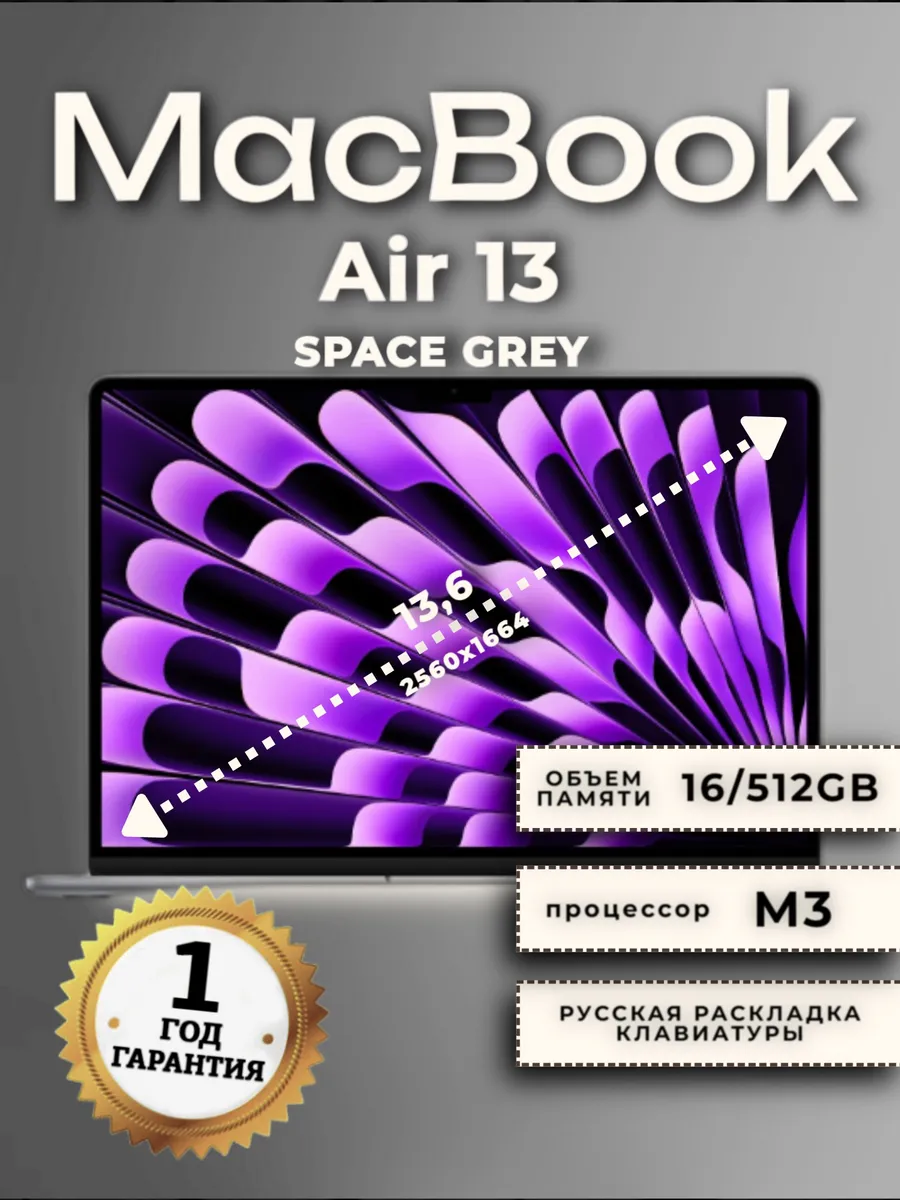 MacBook
Air 13
SPACE GREY
13,6
2560x1664
ОБЪЕМ
ПАМЯТИ
16/512GB
процессор
M3
РУССКАЯ РАСКЛАДКА
КЛАВИАТУРЫ
1
ГОД
ГАРАНТИЯ